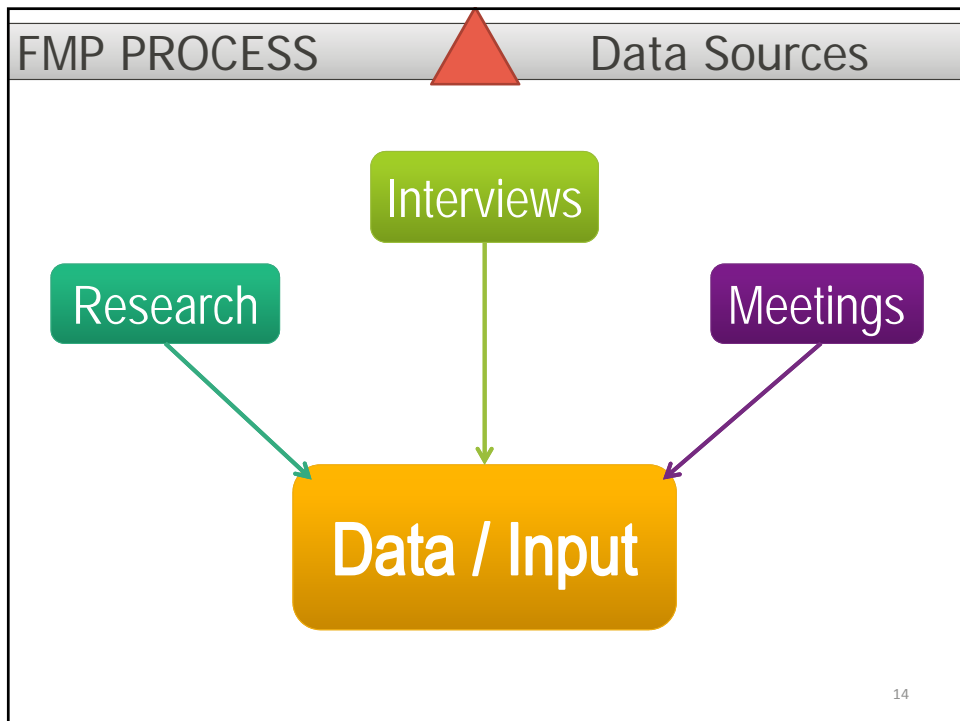 FMP PROCESS
Data Sources
Interviews
Research
Meetings
Data / Input
14